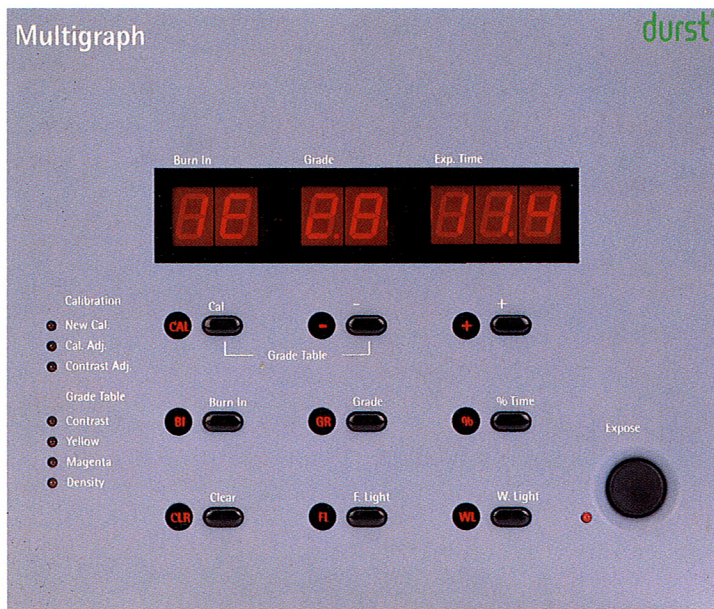 Multigraph
durst
Burn In Grade Exp. Time
16 2.8 11.4
Calibration
New Cal.
Cal. Adj.
Contrast Adj.
CAL Cal - - + +
Grade Table
Grade Table
Contrast
Yellow
Magenta
Density
BI Burn In GR Grade % % Time
Expose
CLR Clear FL F. Light WL W. Light